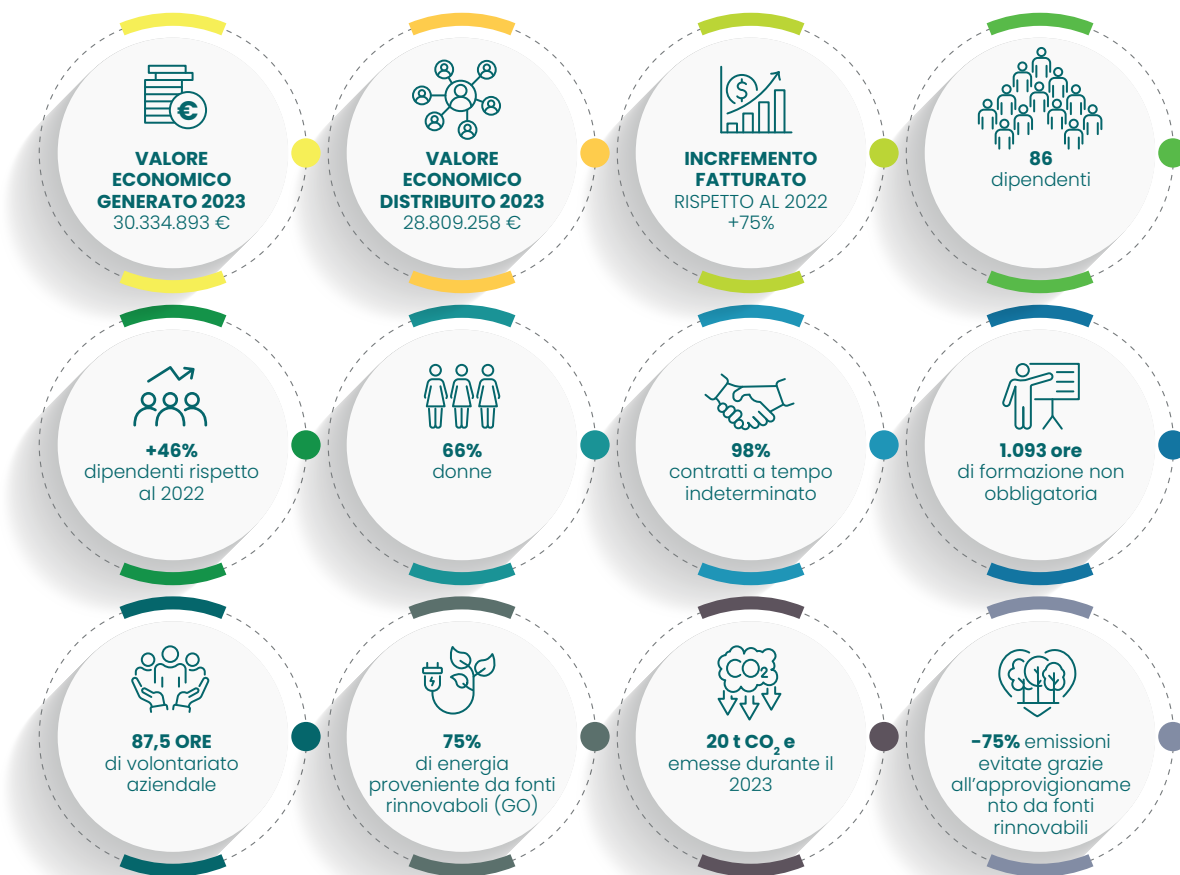 VALORE
ECONOMICO
GENERATO 2023
30.334.893 €
VALORE
ECONOMICO
DISTRIBUITO 2023
28.809.258 €
INCRFEMENTO
FATTURATO
RISPETTO AL 2022
+75%
86
dipendenti
+46%
dipendenti rispetto
al 2022
66%
donne
98%
contratti a tempo
indeterminato
1.093 ore
di formazione non
obbligatoria
87,5 ORE
di volontariato
aziendale
75%
di energia
proveniente da fonti
rinnovaboli (GO)
CO₂
20 t CO₂ e
emesse durante il
2023
-75% emissioni
evitate grazie
all'approvigioname
nto da fonti
rinnovabili